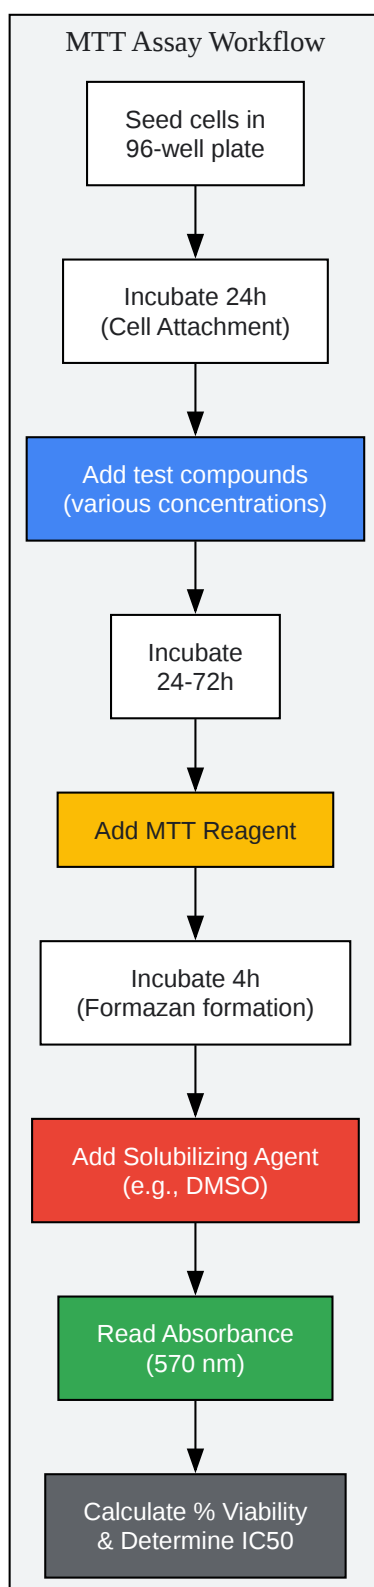 MTT Assay Workflow
Seed cells in
96-well plate
Incubate 24h
(Cell Attachment)
Add test compounds
(various concentrations)
Incubate
24-72h
Add MTT Reagent
Incubate 4h
(Formazan formation)
Add Solubilizing Agent
(e.g., DMSO)
Read Absorbance
(570 nm)
Calculate % Viability
& Determine IC50